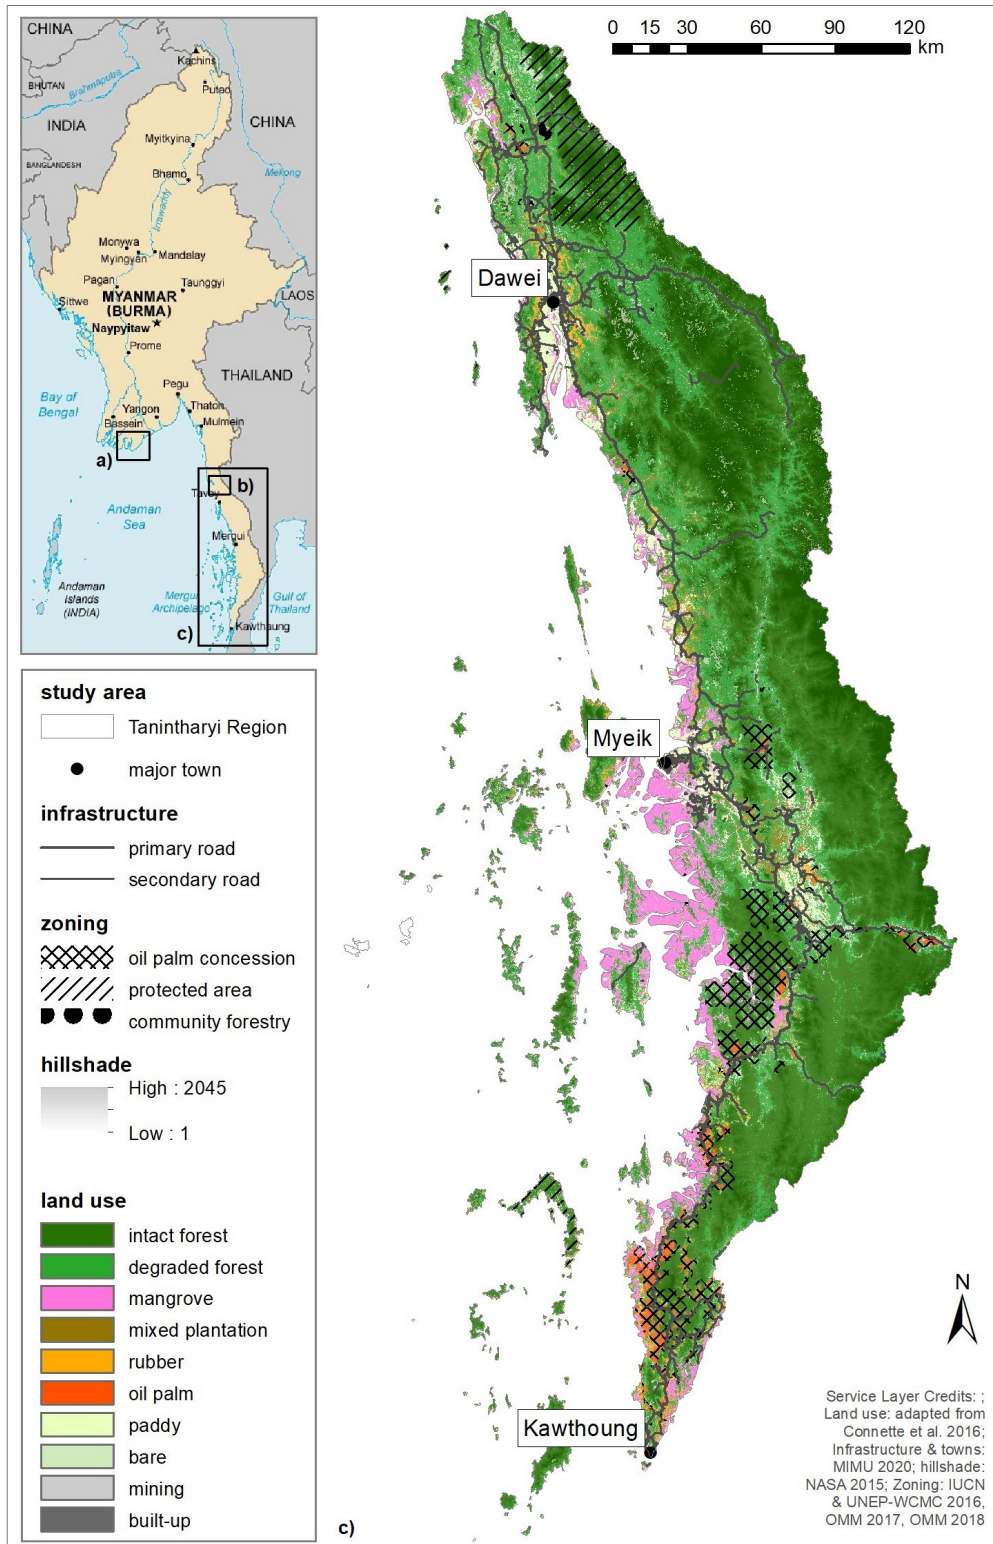 CHINA
Kachins
BHUTAN
Brahmaputra
Putao
INDIA
CHINA
Myitkyina
BANGLADESH
Mekong
Bhamo
Irrawaddy
Monywa
Myingyan
Mandalay
Pagan
Taunggyi
MYANMAR
(BURMA)
LAOS
Sittwe
Naypyitaw
Prome
THAILAND
Bay of
Bengal
Pegu
Yangon
Thaton
Bassein
Mulmein
a)
b)
Tavoy
Andaman
Sea
Mergui
Andaman
Islands
(INDIA)
Mergui
Archipelago
Gulf of
Thailand
c)
Kawthaung
study area
Tanintharyi Region
major town
infrastructure
primary road
secondary road
zoning
oil palm concession
protected area
community forestry
hillshade
High : 2045
Low : 1
land use
intact forest
degraded forest
mangrove
mixed plantation
rubber
oil palm
paddy
bare
mining
built-up
0 15 30 60 90 120
km
Dawei
Myeik
Kawthoung
N
Service Layer Credits: ;
Land use: adapted from
Connette et al. 2016;
Infrastructure & towns:
MIMU 2020; hillshade:
NASA 2015; Zoning: IUCN
& UNEP-WCMC 2016,
OMM 2017, OMM 2018
c)